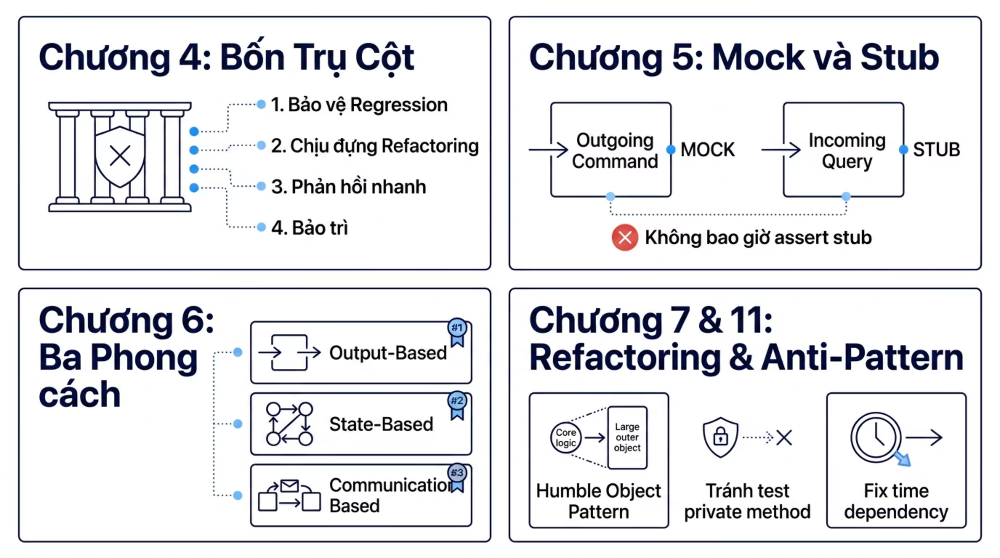 Chương 4: Bốn Trụ Cột
1. Bảo vệ Regression
2. Chịu đựng Refactoring
3. Phản hồi nhanh
4. Bảo trì
Chương 5: Mock và Stub
Outgoing
Command
MOCK
Incoming
Query
STUB
Không bao giờ assert stub
Chương 6:
Ba Phong
cách
#1
Output-Based
#2
State-Based
Communication
Based
Chương 7 & 11:
Refactoring & Anti-Pattern
Core
logic
Large
outer
object
Humble Object
Pattern
Tránh test
private method
Fix time
dependency